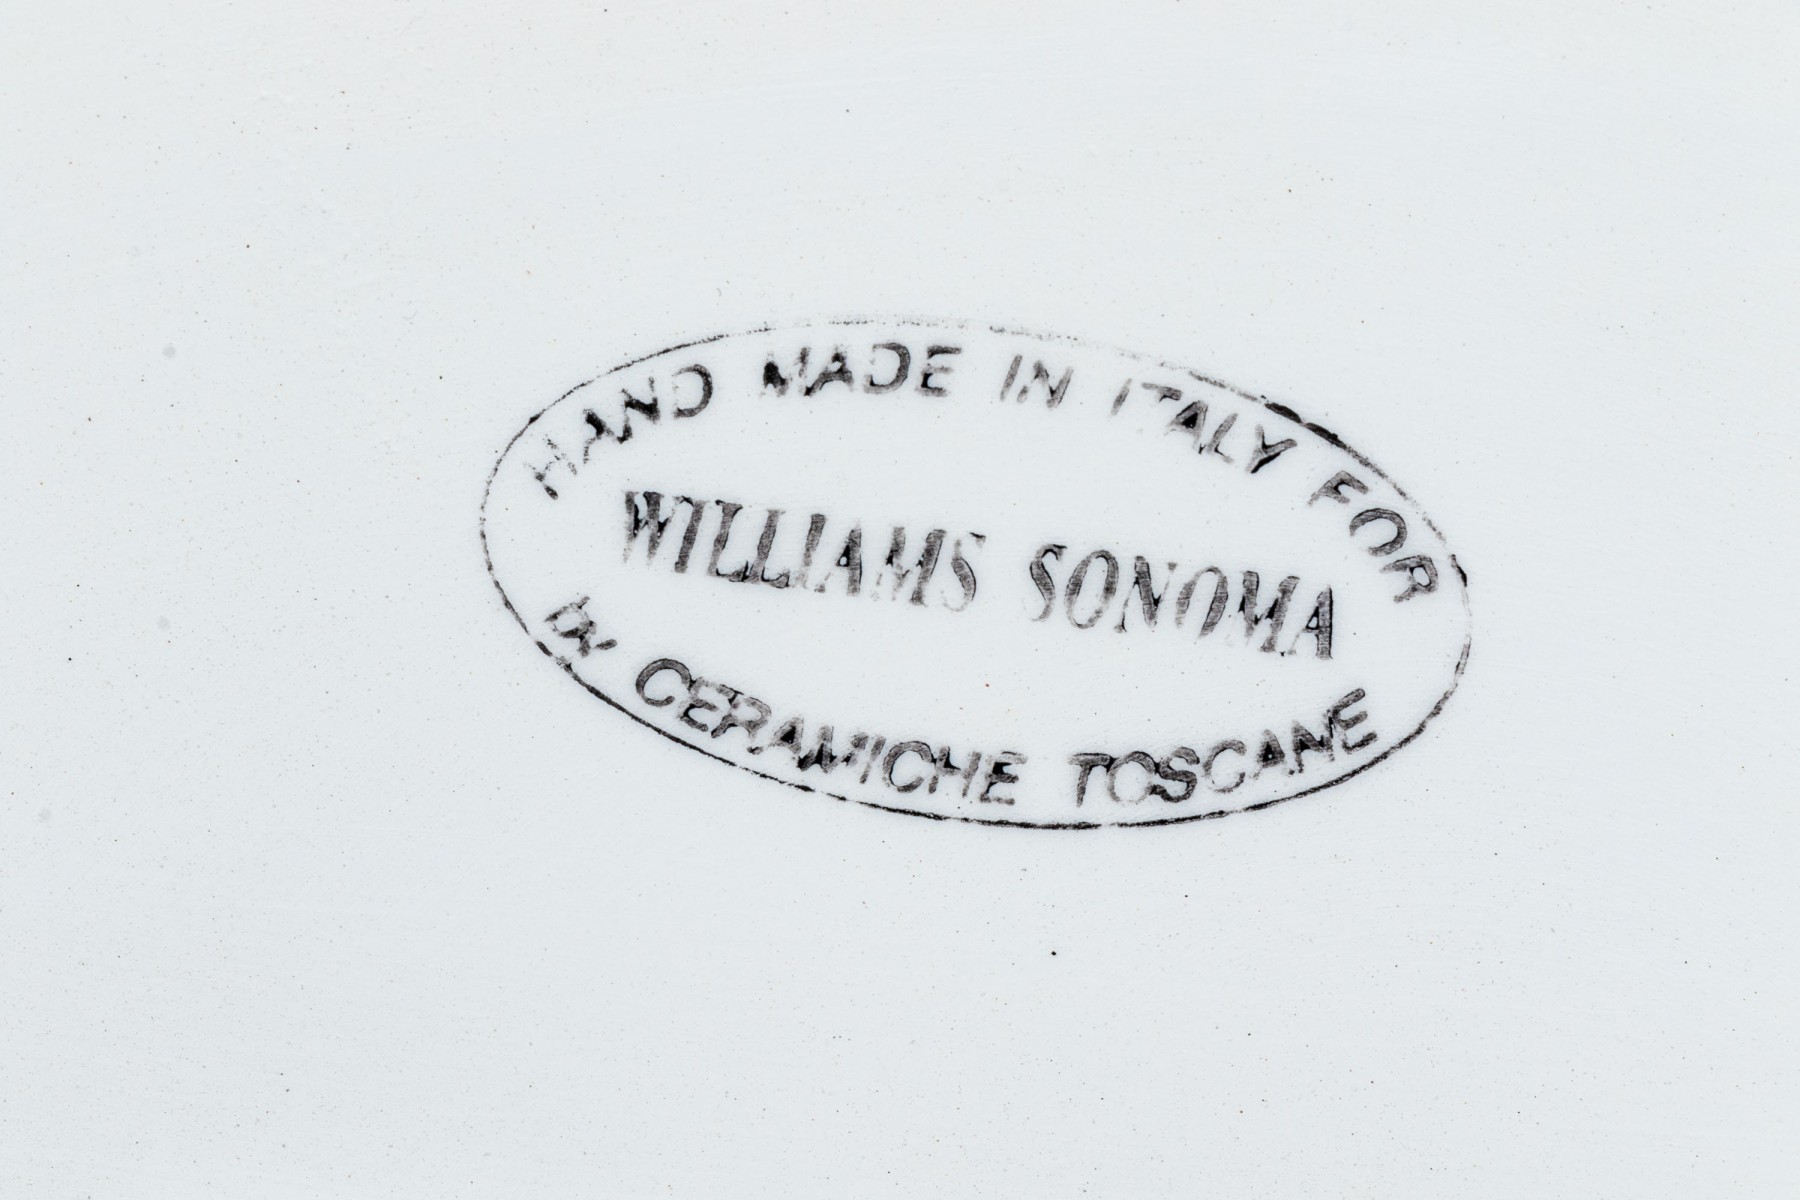 HAND MADE IN ITALY FOR
WILLIAMS SONOMA
BY CERAMICHE TOSCANE